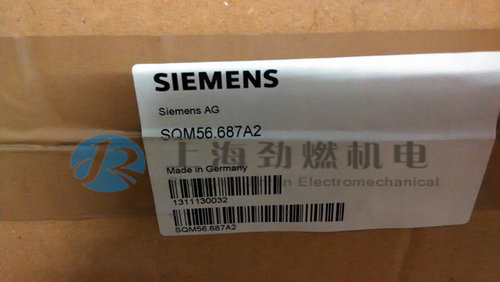 SIEMENS
Siemens AG
SQM56.687A2
上海劲燃机电
Made in Germany
Electromechanical
1311130032
SQM56.687A2